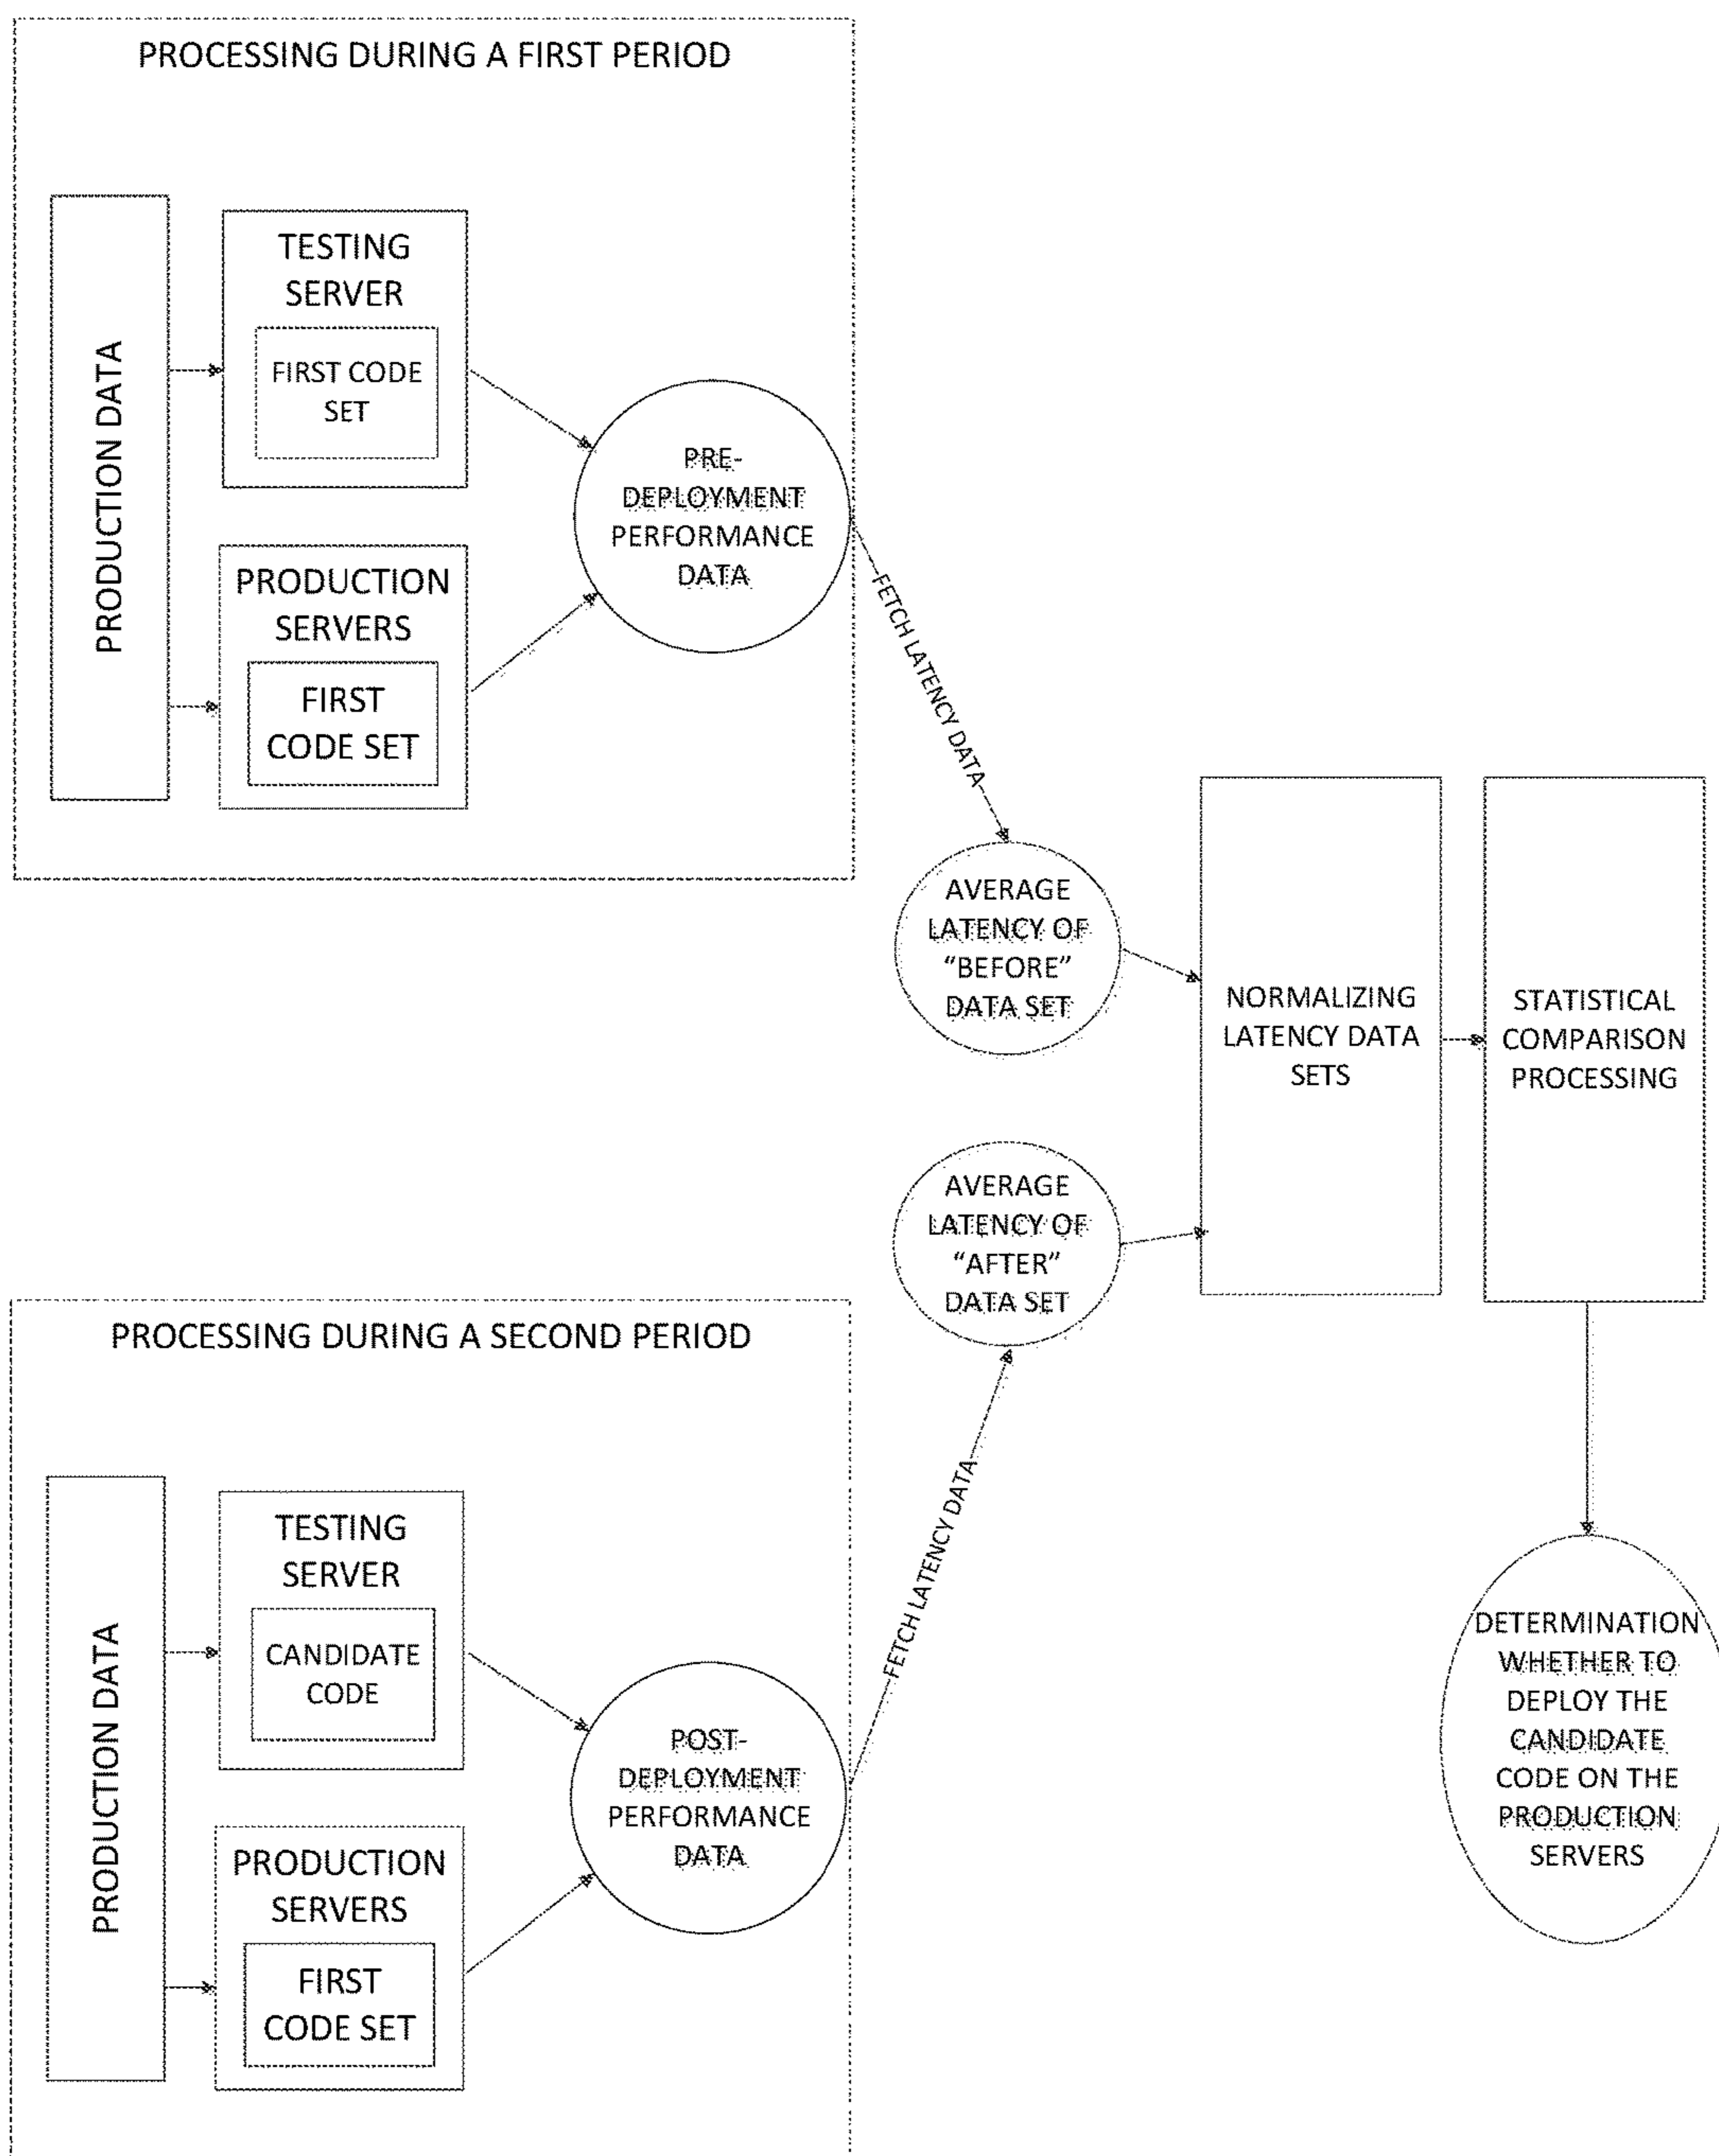 PROCESSING DURING A FIRST PERIOD
PRODUCTION DATA
TESTING
SERVER
FIRST CODE
SET
PRODUCTION
SERVERS
FIRST
CODE SET
PRE-
DEPLOYMENT
PERFORMANCE
DATA
FETCH LATENCY DATA
AVERAGE
LATENCY OF
“BEFORE”
DATA SET
NORMALIZING
LATENCY DATA
SETS
STATISTICAL
COMPARISON
PROCESSING
AVERAGE
LATENCY OF
“AFTER”
DATA SET
FETCH LATENCY DATA
PROCESSING DURING A SECOND PERIOD
PRODUCTION DATA
TESTING
SERVER
CANDIDATE
CODE
PRODUCTION
SERVERS
FIRST
CODE SET
POST-
DEPLOYMENT
PERFORMANCE
DATA
DETERMINATION
WHETHER TO
DEPLOY THE
CANDIDATE
CODE ON THE
PRODUCTION
SERVERS